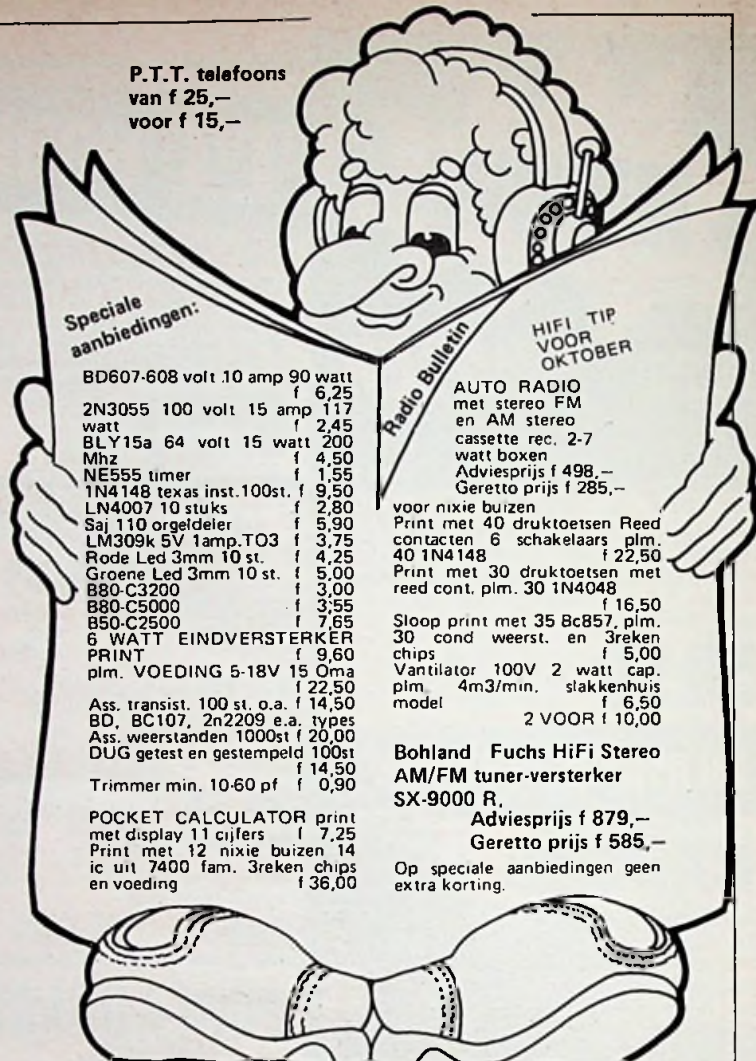 P.T.T. telefoons
van f 25,—
voor f 15,—
Speciale
aanbiedingen:
BD607-608 volt 10 amp 90 watt
f 6,25
2N3055 100 volt 15 amp 117
watt f 2,45
BLY15a 64 volt 15 watt 200
Mhz f 4,50
NE555 timer f 1,55
1N4148 texas inst. 100st. f 9,50
LN4007 10 stuks f 2,80
Saj 110 orgeldeler f 5,90
LM309k 5V 1amp.TO3 f 3,75
Rode Led 3mm 10 st. f 4,25
Groene Led 3mm 10 st. f 5,00
B80-C3200 f 3,00
B80-C5000 f 3,55
B50-C2500 f 7,65
6 WATT EINDVERSTERKER
PRINT f 9,60
plm. VOEDING 5-18V 15 Oma
f 22,50
Ass. transist. 100 st. o.a. f 14,50
BD, BC107, 2n2209 e.a. types
Ass. weerstanden 1000st f 20,00
DUG getest en gestempeld 100st
f 14,50
Trimmer min. 10-60 pf f 0,90
POCKET CALCULATOR print
met display 11 cijfers f 7,25
Print met 12 nixie buizen 14
ic uit 7400 fam. 3reken chips
en voeding f 36,00
Radio Bulletin
HIFI TIP
VOOR
OKTOBER
AUTO RADIO
met stereo FM
en AM stereo
cassette rec. 2-7
watt boxen
Adviesprijs f 498,—
Geretto prijs f 285,—
voor nixie buizen
Print met 40 druktoetsen Reed
contacten 6 schakelaars plm.
40 1N4148 f 22,50
Print met 30 druktoetsen met
reed cont. plm. 30 1N4048
f 16,50
Sloop print met 35 Bc857, plm.
30 cond weerst. en 3reken
chips f 5,00
Vantilator 100V 2 watt cap.
plm 4m3/min. slakkenhuis
model f 6,50
2 VOOR f 10,00
Bohland Fuchs HiFi Stereo
AM/FM tuner-versterker
SX-9000 R,
Adviesprijs f 879,—
Geretto prijs f 585,—
Op speciale aanbiedingen geen
extra korting.